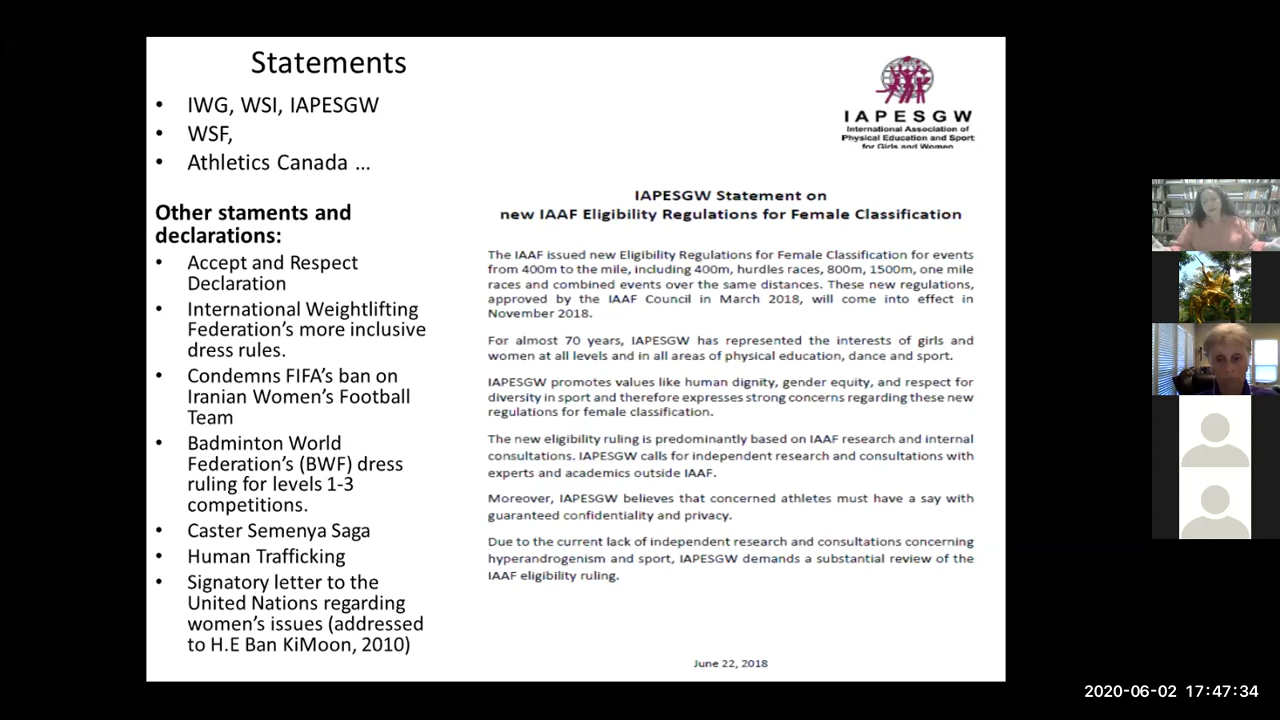 Statements
• IWG, WSI, IAPESGW
• WSF,
• Athletics Canada ...
Other staments and
declarations:
• Accept and Respect
Declaration
• International Weightlifting
Federation's more inclusive
dress rules.
• Condemns FIFA's ban on
Iranian Women's Football
Team
• Badminton World
Federation's (BWF) dress
ruling for levels 1-3
competitions.
• Caster Semenya Saga
• Human Trafficking
• Signatory letter to the
United Nations regarding
women's issues (addressed
to H.E Ban KiMoon, 2010)
IAPESGW
International Association of
Physical Education and Sport
for Girls and Women
IAPESGW Statement on
new IAAF Eligibility Regulations for Female Classification
The IAAF issued new Eligibility Regulations for Female Classification for events
from 400m to the mile, including 400m, hurdles races, 800m, 1500m, one mile
races and combined events over the same distances. These new regulations,
approved by the IAAF Council in March 2018, will come into effect in
November 2018.
For almost 70 years, IAPESGW has represented the interests of girls and
women at all levels and in all areas of physical education, dance and sport.
IAPESGW promotes values like human dignity, gender equity, and respect for
diversity in sport and therefore expresses strong concerns regarding these new
regulations for female classification.
The new eligibility ruling is predominantly based on IAAF research and internal
consultations. IAPESGW calls for independent research and consultations with
experts and academics outside IAAF.
Moreover, IAPESGW believes that concerned athletes must have a say with
guaranteed confidentiality and privacy.
Due to the current lack of independent research and consultations concerning
hyperandrogenism and sport, IAPESGW demands a substantial review of the
IAAF eligibility ruling.
June 22, 2018
2020-06-02 17:47:34